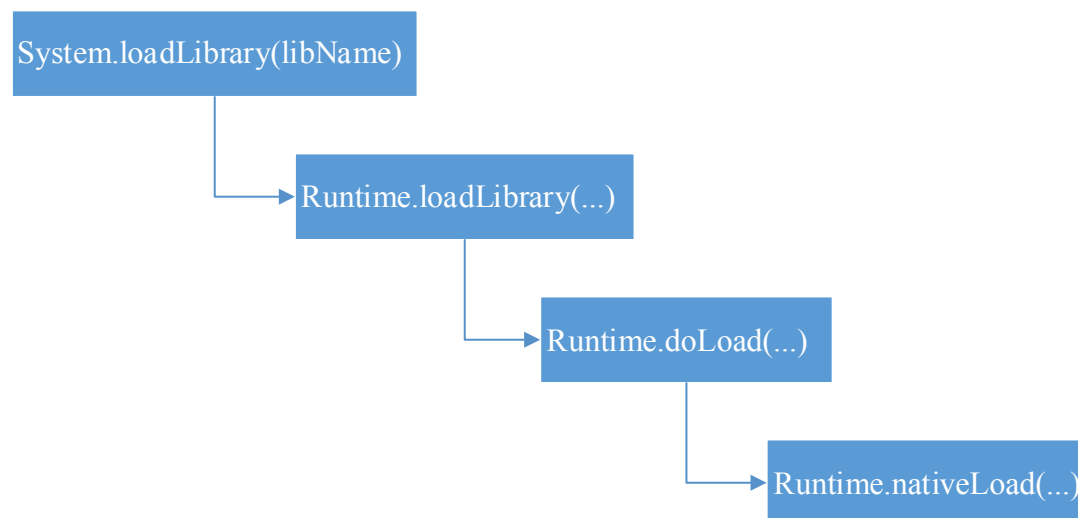 System.loadLibrary(libName)
Runtime.loadLibrary(...)
Runtime.doLoad(...)
Runtime.nativeLoad(...)